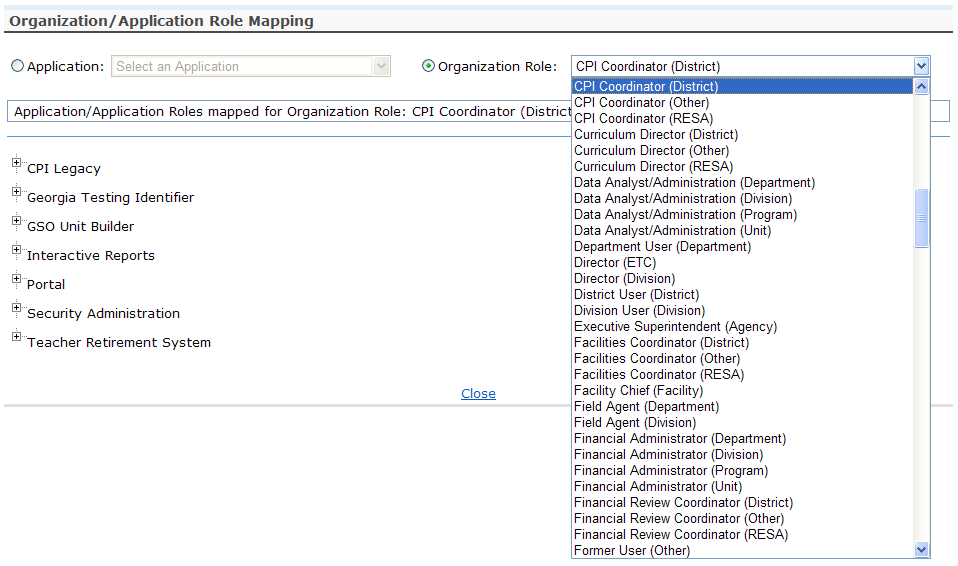 Organization/Application Role Mapping
Application: Select an Application Organization Role: CPI Coordinator (District)
Application/Application Roles mapped for Organization Role: CPI Coordinator (District
CPI Legacy
Georgia Testing Identifier
GSO Unit Builder
Interactive Reports
Portal
Security Administration
Teacher Retirement System
Close
CPI Coordinator (District)
CPI Coordinator (Other)
CPI Coordinator (RESA)
Curriculum Director (District)
Curriculum Director (Other)
Curriculum Director (RESA)
Data Analyst/Administration (Department)
Data Analyst/Administration (Division)
Data Analyst/Administration (Program)
Data Analyst/Administration (Unit)
Department User (Department)
Director (ETC)
Director (Division)
District User (District)
Division User (Division)
Executive Superintendent (Agency)
Facilities Coordinator (District)
Facilities Coordinator (Other)
Facilities Coordinator (RESA)
Facility Chief (Facility)
Field Agent (Department)
Field Agent (Division)
Financial Administrator (Department)
Financial Administrator (Division)
Financial Administrator (Program)
Financial Administrator (Unit)
Financial Review Coordinator (District)
Financial Review Coordinator (Other)
Financial Review Coordinator (RESA)
Former User (Other)